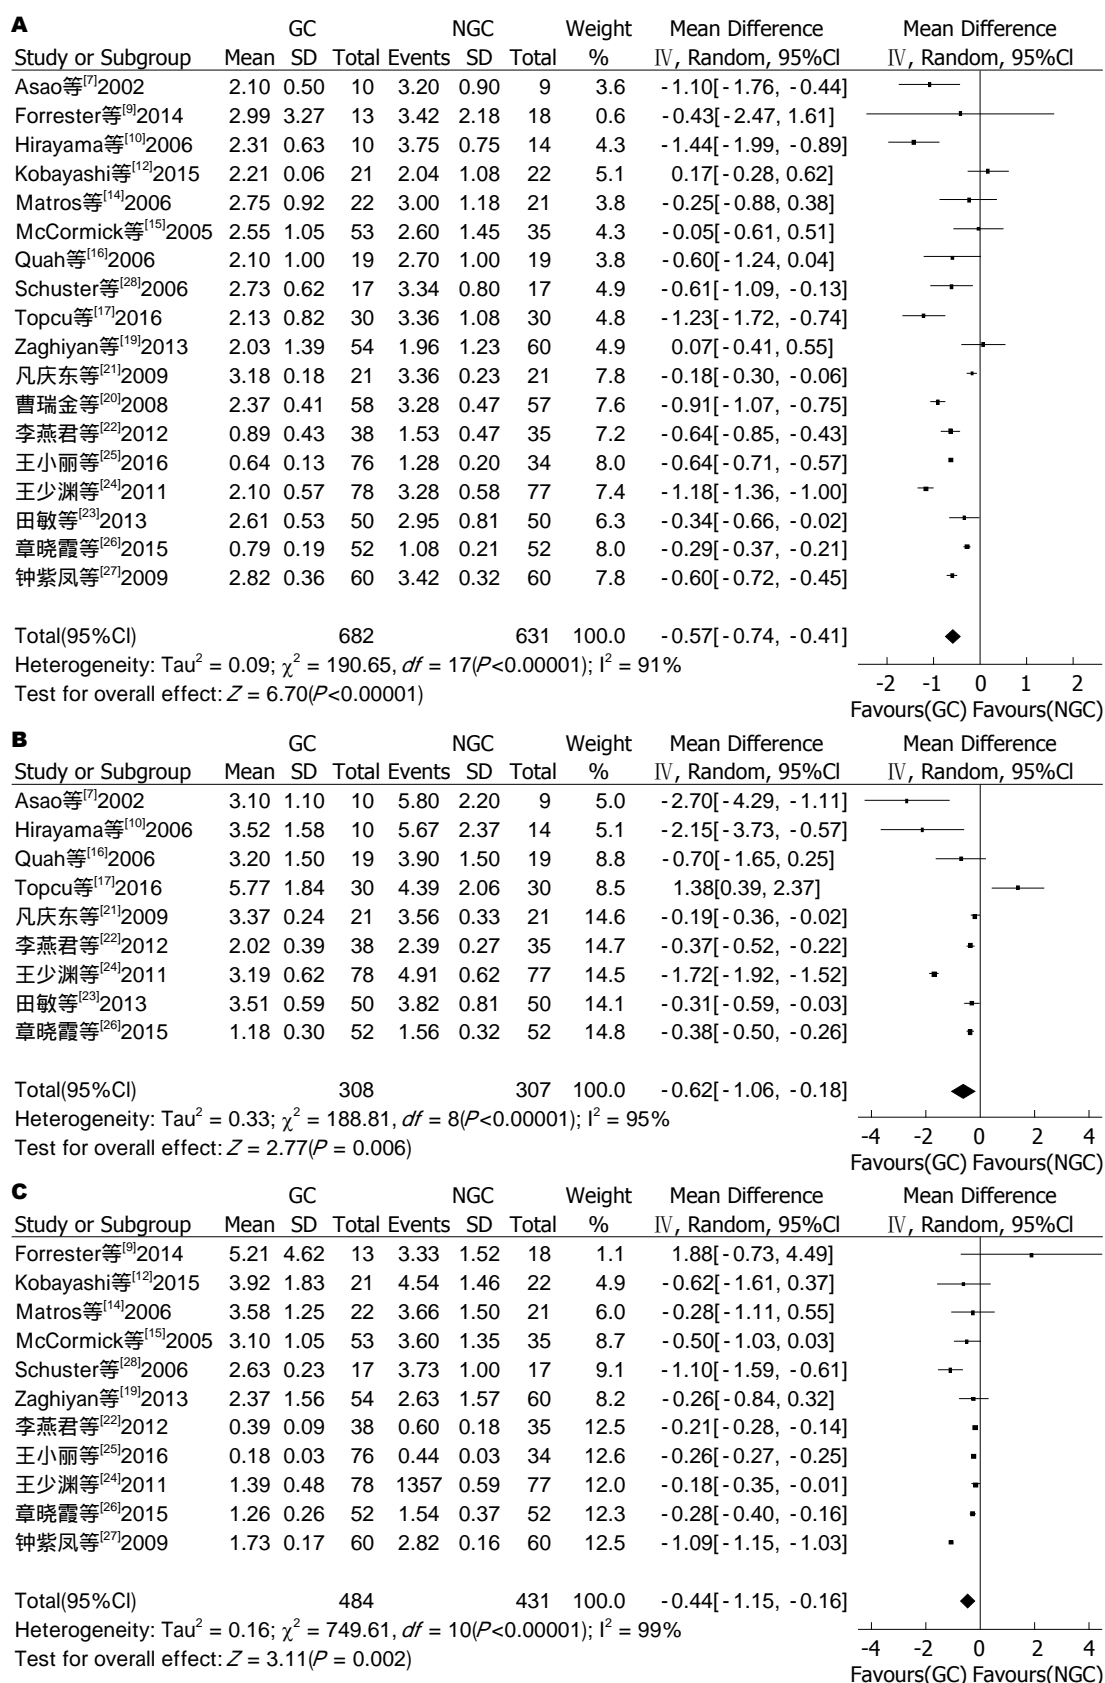 A
GC NGC Weight Mean Difference Mean Difference
Study or Subgroup Mean SD Total Events SD Total % Ⅳ, Random, 95%CI Ⅳ, Random, 95%CI
Asao等[7]2002 2.10 0.50 10 3.20 0.90 9 3.6 -1.10[-1.76, -0.44]
Forrester等[9]2014 2.99 3.27 13 3.42 2.18 18 0.6 -0.43[-2.47, 1.61]
Hirayama等[10]2006 2.31 0.63 10 3.75 0.75 14 4.3 -1.44[-1.99, -0.89]
Kobayashi等[12]2015 2.21 0.06 21 2.04 1.08 22 5.1 0.17[-0.28, 0.62]
Matros等[14]2006 2.75 0.92 22 3.00 1.18 21 3.8 -0.25[-0.88, 0.38]
McCormick等[15]2005 2.55 1.05 53 2.60 1.45 35 4.3 -0.05[-0.61, 0.51]
Quah等[16]2006 2.10 1.00 19 2.70 1.00 19 3.8 -0.60[-1.24, 0.04]
Schuster等[28]2006 2.73 0.62 17 3.34 0.80 17 4.9 -0.61[-1.09, -0.13]
Topcu等[17]2016 2.13 0.82 30 3.36 1.08 30 4.8 -1.23[-1.72, -0.74]
Zaghiyan等[19]2013 2.03 1.39 54 1.96 1.23 60 4.9 0.07[-0.41, 0.55]
凡庆东等[21]2009 3.18 0.18 21 3.36 0.23 21 7.8 -0.18[-0.30, -0.06]
曹瑞金等[20]2008 2.37 0.41 58 3.28 0.47 57 7.6 -0.91[-1.07, -0.75]
李燕君等[22]2012 0.89 0.43 38 1.53 0.47 35 7.2 -0.64[-0.85, -0.43]
王小丽等[25]2016 0.64 0.13 76 1.28 0.20 34 8.0 -0.64[-0.71, -0.57]
王少渊等[24]2011 2.10 0.57 78 3.28 0.58 77 7.4 -1.18[-1.36, -1.00]
田敏等[23]2013 2.61 0.53 50 2.95 0.81 50 6.3 -0.34[-0.66, -0.02]
章晓霞等[26]2015 0.79 0.19 52 1.08 0.21 52 8.0 -0.29[-0.37, -0.21]
钟紫凤等[27]2009 2.82 0.36 60 3.42 0.32 60 7.8 -0.60[-0.72, -0.45]
Total(95%CI) 682 631 100.0 -0.57[-0.74, -0.41]
Heterogeneity: Tau² = 0.09; χ² = 190.65, df = 17(P<0.00001); I² = 91%
Test for overall effect: Z = 6.70(P<0.00001)
-2 -1 0 1 2
Favours(GC) Favours(NGC)
B
GC NGC Weight Mean Difference Mean Difference
Study or Subgroup Mean SD Total Events SD Total % Ⅳ, Random, 95%CI Ⅳ, Random, 95%CI
Asao等[7]2002 3.10 1.10 10 5.80 2.20 9 5.0 -2.70[-4.29, -1.11]
Hirayama等[10]2006 3.52 1.58 10 5.67 2.37 14 5.1 -2.15[-3.73, -0.57]
Quah等[16]2006 3.20 1.50 19 3.90 1.50 19 8.8 -0.70[-1.65, 0.25]
Topcu等[17]2016 5.77 1.84 30 4.39 2.06 30 8.5 1.38[0.39, 2.37]
凡庆东等[21]2009 3.37 0.24 21 3.56 0.33 21 14.6 -0.19[-0.36, -0.02]
李燕君等[22]2012 2.02 0.39 38 2.39 0.27 35 14.7 -0.37[-0.52, -0.22]
王少渊等[24]2011 3.19 0.62 78 4.91 0.62 77 14.5 -1.72[-1.92, -1.52]
田敏等[23]2013 3.51 0.59 50 3.82 0.81 50 14.1 -0.31[-0.59, -0.03]
章晓霞等[26]2015 1.18 0.30 52 1.56 0.32 52 14.8 -0.38[-0.50, -0.26]
Total(95%CI) 308 307 100.0 -0.62[-1.06, -0.18]
Heterogeneity: Tau² = 0.33; χ² = 188.81, df = 8(P<0.00001); I² = 95%
Test for overall effect: Z = 2.77(P = 0.006)
-4 -2 0 2 4
Favours(GC) Favours(NGC)
C
GC NGC Weight Mean Difference Mean Difference
Study or Subgroup Mean SD Total Events SD Total % Ⅳ, Random, 95%CI Ⅳ, Random, 95%CI
Forrester等[9]2014 5.21 4.62 13 3.33 1.52 18 1.1 1.88[-0.73, 4.49]
Kobayashi等[12]2015 3.92 1.83 21 4.54 1.46 22 4.9 -0.62[-1.61, 0.37]
Matros等[14]2006 3.58 1.25 22 3.66 1.50 21 6.0 -0.28[-1.11, 0.55]
McCormick等[15]2005 3.10 1.05 53 3.60 1.35 35 8.7 -0.50[-1.03, 0.03]
Schuster等[28]2006 2.63 0.23 17 3.73 1.00 17 9.1 -1.10[-1.59, -0.61]
Zaghiyan等[19]2013 2.37 1.56 54 2.63 1.57 60 8.2 -0.26[-0.84, 0.32]
李燕君等[22]2012 0.39 0.09 38 0.60 0.18 35 12.5 -0.21[-0.28, -0.14]
王小丽等[25]2016 0.18 0.03 76 0.44 0.03 34 12.6 -0.26[-0.27, -0.25]
王少渊等[24]2011 1.39 0.48 78 1357 0.59 77 12.0 -0.18[-0.35, -0.01]
章晓霞等[26]2015 1.26 0.26 52 1.54 0.37 52 12.3 -0.28[-0.40, -0.16]
钟紫凤等[27]2009 1.73 0.17 60 2.82 0.16 60 12.5 -1.09[-1.15, -1.03]
Total(95%CI) 484 431 100.0 -0.44[-1.15, -0.16]
Heterogeneity: Tau² = 0.16; χ² = 749.61, df = 10(P<0.00001); I² = 99%
Test for overall effect: Z = 3.11(P = 0.002)
-4 -2 0 2 4
Favours(GC) Favours(NGC)